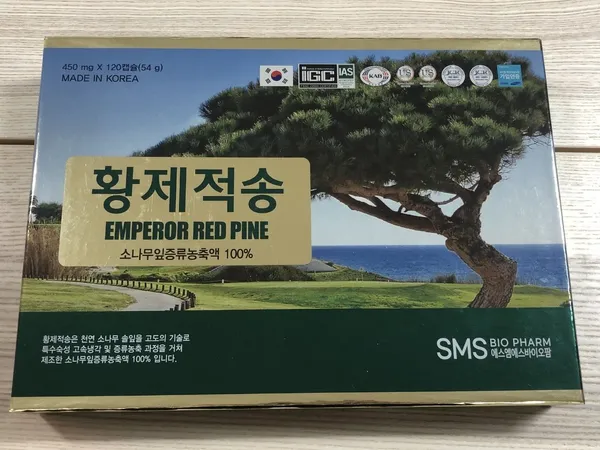 450 mg X 120캡슐(54 g)
MADE IN KOREA
IGC
IAS
KAB
황제적송
EMPEROR RED PINE
소나무잎증류농축액 100%
황제적송은 천연 소나무 솔잎을 고도의 기술로
특수숙성 고속냉각 및 증류농축 과정을 거쳐
제조한 소나무잎증류농축액 100% 입니다.
SMS BIO PHARM
에스엠에스바이오팜